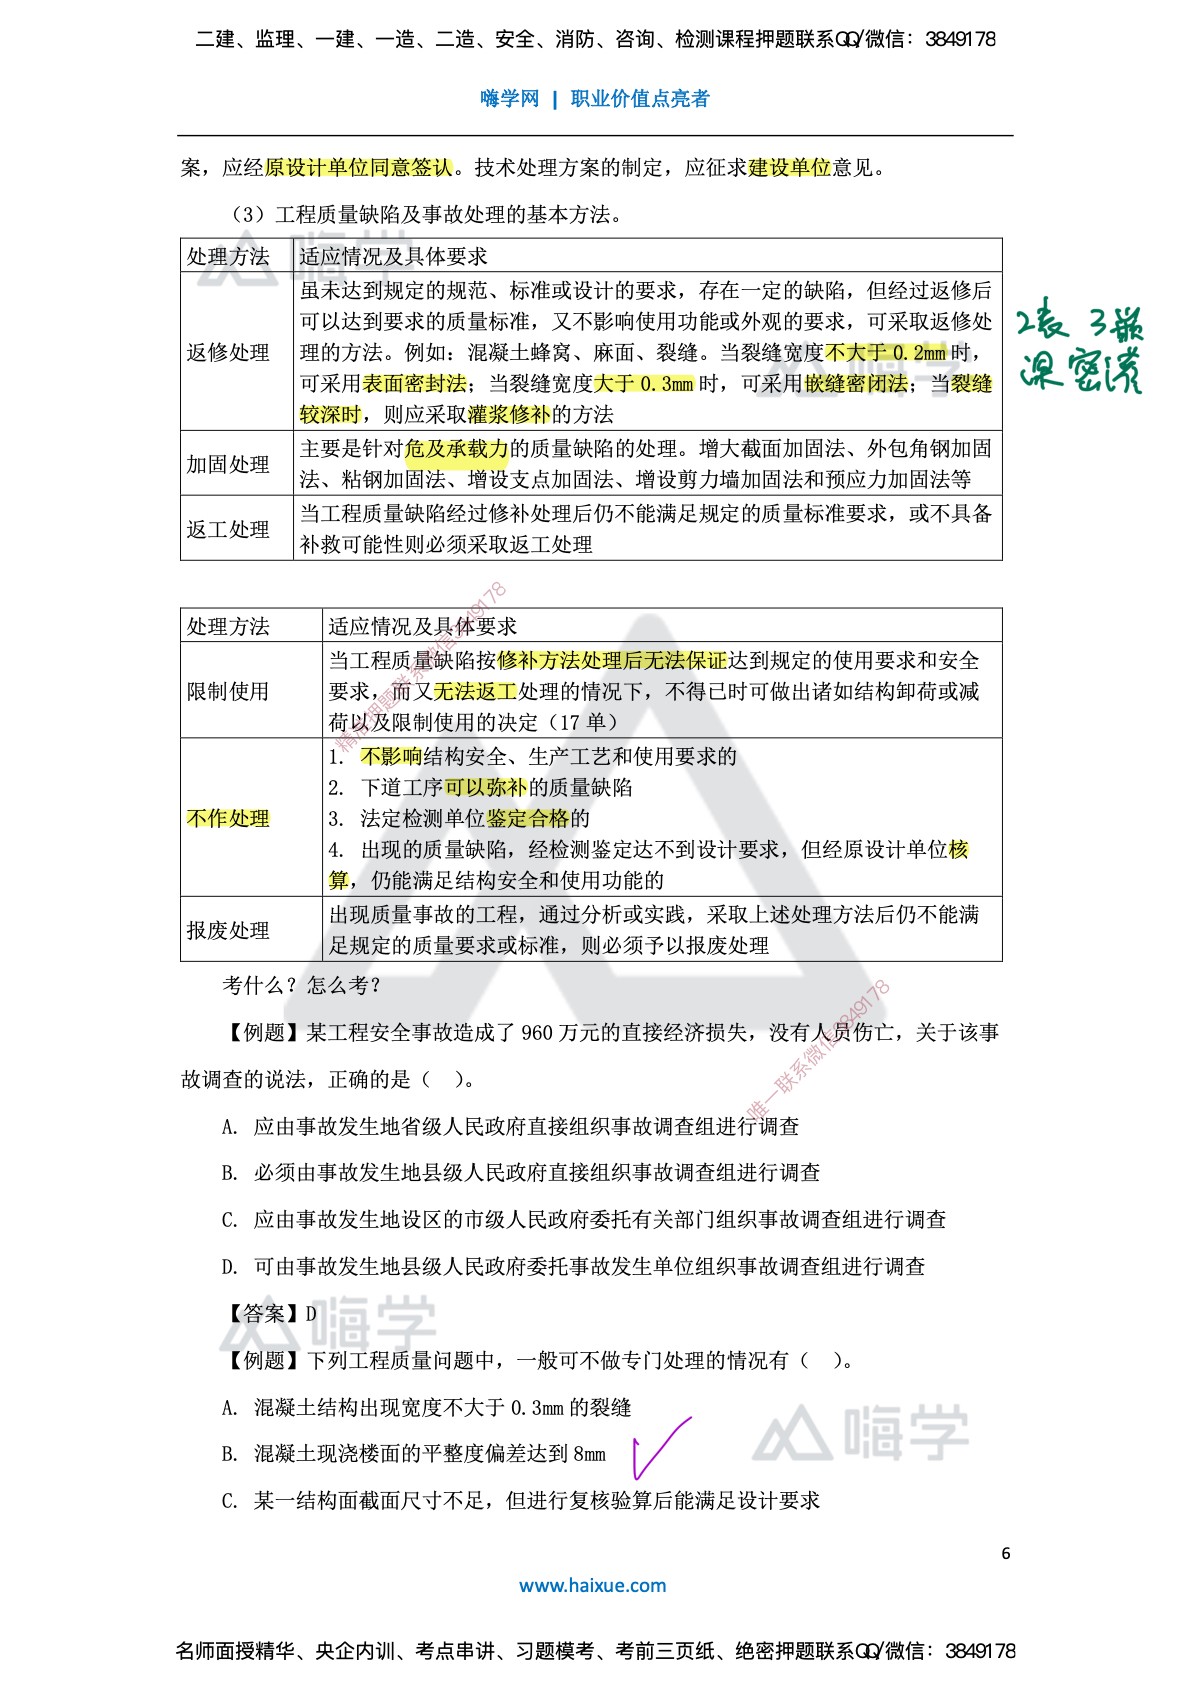 二建、监理、一建、一造、二造、安全、消防、咨询、检测课程押题联系QQ/微信：3849178
嗨学网 | 职业价值点亮者
案，应经原设计单位同意签认。技术处理方案的制定，应征求建设单位意见。
（3）工程质量缺陷及事故处理的基本方法。
嗨学
处理方法 适应情况及具体要求
返修处理
虽未达到规定的规范、标准或设计的要求，存在一定的缺陷，但经过返修后
可以达到要求的质量标准，又不影响使用功能或外观的要求，可采取返修处
理的方法。例如：混凝土蜂窝、麻面、裂缝。当裂缝宽度不大于 0.2mm 时，
可采用表面密封法；当裂缝宽度大于 0.3mm 时，可采用嵌缝密闭法；当裂缝
较深时，则应采取灌浆修补的方法
2表 3嵌
深密灌
嗨学
加固处理
主要是针对危及承载力的质量缺陷的处理。增大截面加固法、外包角钢加固
法、粘钢加固法、增设支点加固法、增设剪力墙加固法和预应力加固法等
返工处理
当工程质量缺陷经过修补处理后仍不能满足规定的质量标准要求，或不具备
补救可能性则必须采取返工处理
精准押题联系微信3849178
处理方法 适应情况及具体要求
限制使用
当工程质量缺陷按修补方法处理后无法保证达到规定的使用要求和安全
要求，而又无法返工处理的情况下，不得已时可做出诸如结构卸荷或减
荷以及限制使用的决定（17 单）
不作处理
1. 不影响结构安全、生产工艺和使用要求的
2. 下道工序可以弥补的质量缺陷
3. 法定检测单位鉴定合格的
4. 出现的质量缺陷，经检测鉴定达不到设计要求，但经原设计单位核
算，仍能满足结构安全和使用功能的
报废处理
出现质量事故的工程，通过分析或实践，采取上述处理方法后仍不能满
足规定的质量要求或标准，则必须予以报废处理
考什么？怎么考？
唯一联系微信3849178
【例题】某工程安全事故造成了 960 万元的直接经济损失，没有人员伤亡，关于该事
故调查的说法，正确的是（ ）。
A. 应由事故发生地省级人民政府直接组织事故调查组进行调查
B. 必须由事故发生地县级人民政府直接组织事故调查组进行调查
C. 应由事故发生地设区的市级人民政府委托有关部门组织事故调查组进行调查
D. 可由事故发生地县级人民政府委托事故发生单位组织事故调查组进行调查
【答案】D
嗨学
【例题】下列工程质量问题中，一般可不做专门处理的情况有（ ）。
A. 混凝土结构出现宽度不大于 0.3mm 的裂缝
B. 混凝土现浇楼面的平整度偏差达到 8mm
嗨学
C. 某一结构面截面尺寸不足，但进行复核验算后能满足设计要求
6
www.haixue.com
名师面授精华、央企内训、考点串讲、习题模考、考前三页纸、绝密押题联系QQ/微信：3849178